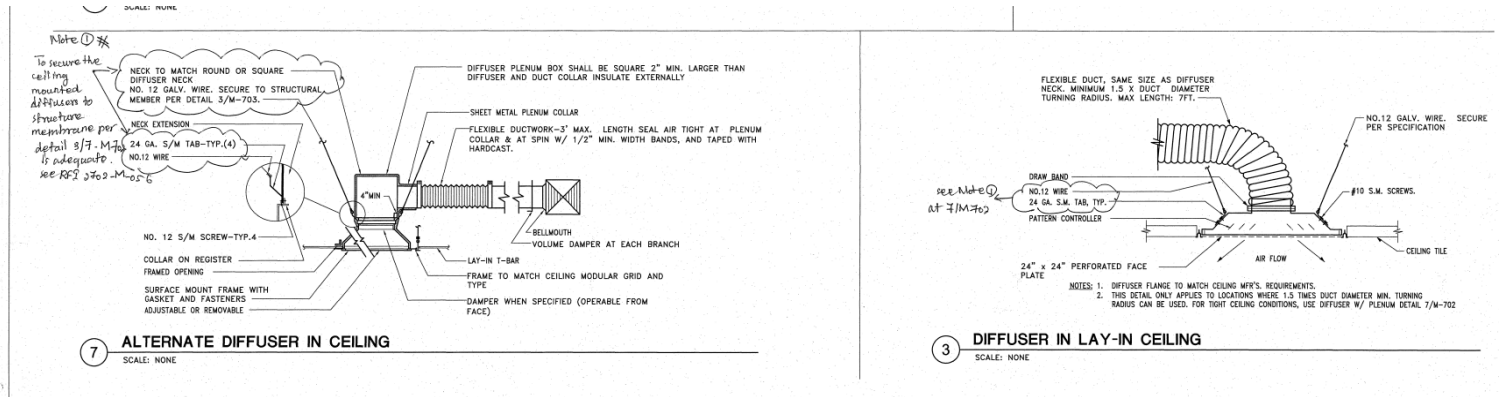 SCALE: NONE
Note ① *
To secure the
ceiling
mounted
diffusers to
structure
membrane per
detail 3/7-M702
is adequate.
see RFI 2702-M-056
NECK TO MATCH ROUND OR SQUARE
DIFFUSER NECK
NO. 12 GALV. WIRE. SECURE TO STRUCTURAL
MEMBER PER DETAIL 3/M-703.
NECK EXTENSION
24 GA. S/M TAB-TYP.(4)
NO.12 WIRE
4"MIN
NO. 12 S/M SCREW-TYP.4
COLLAR ON REGISTER
FRAMED OPENING
SURFACE MOUNT FRAME WITH
GASKET AND FASTENERS
ADJUSTABLE OR REMOVABLE
DIFFUSER PLENUM BOX SHALL BE SQUARE 2" MIN. LARGER THAN
DIFFUSER AND DUCT COLLAR INSULATE EXTERNALLY
SHEET METAL PLENUM COLLAR
FLEXIBLE DUCTWORK-3' MAX. LENGTH SEAL AIR TIGHT AT PLENUM
COLLAR & AT SPIN W/ 1/2" MIN. WIDTH BANDS, AND TAPED WITH
HARDCAST.
BELLMOUTH
VOLUME DAMPER AT EACH BRANCH
LAY-IN T-BAR
FRAME TO MATCH CEILING MODULAR GRID AND
TYPE
DAMPER WHEN SPECIFIED (OPERABLE FROM
FACE)
7
ALTERNATE DIFFUSER IN CEILING
SCALE: NONE
FLEXIBLE DUCT, SAME SIZE AS DIFFUSER
NECK. MINIMUM 1.5 X DUCT DIAMETER
TURNING RADIUS. MAX LENGTH: 7FT.
NO.12 GALV. WIRE. SECURE
PER SPECIFICATION
see Note ①
at 7/M702
DRAW BAND
NO.12 WIRE
24 GA. S.M. TAB, TYP.
PATTERN CONTROLLER
#10 S.M. SCREWS.
CEILING TILE
AIR FLOW
24" x 24" PERFORATED FACE
PLATE
NOTES: 1. DIFFUSER FLANGE TO MATCH CEILING MFR'S. REQUIREMENTS.
2. THIS DETAIL ONLY APPLIES TO LOCATIONS WHERE 1.5 TIMES DUCT DIAMETER MIN. TURNING
RADIUS CAN BE USED. FOR TIGHT CEILING CONDITIONS, USE DIFFUSER W/ PLENUM DETAIL 7/M-702
3
DIFFUSER IN LAY-IN CEILING
SCALE: NONE